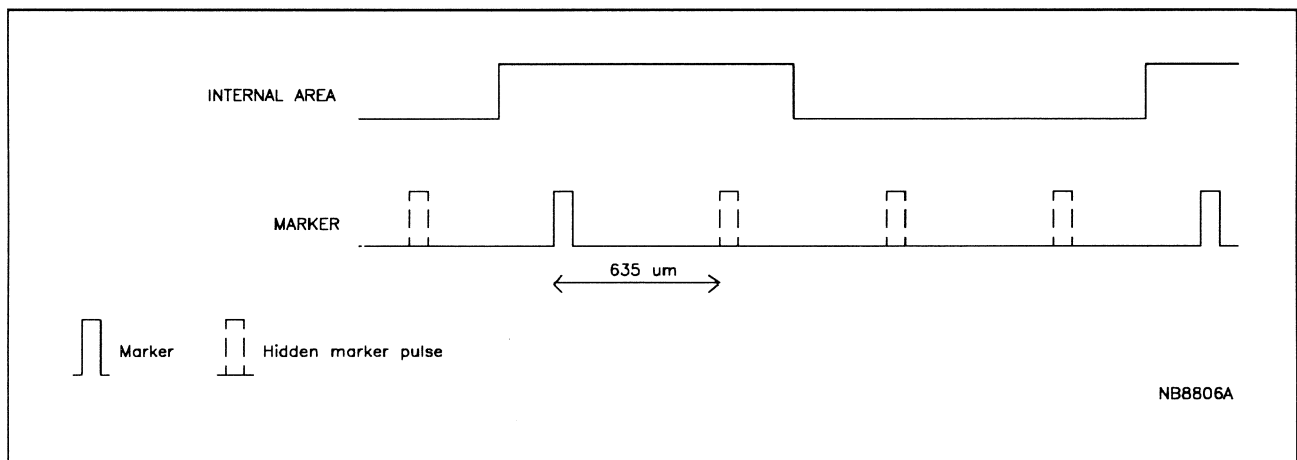 INTERNAL AREA
MARKER
635 um
Marker
Hidden marker pulse
NB8806A